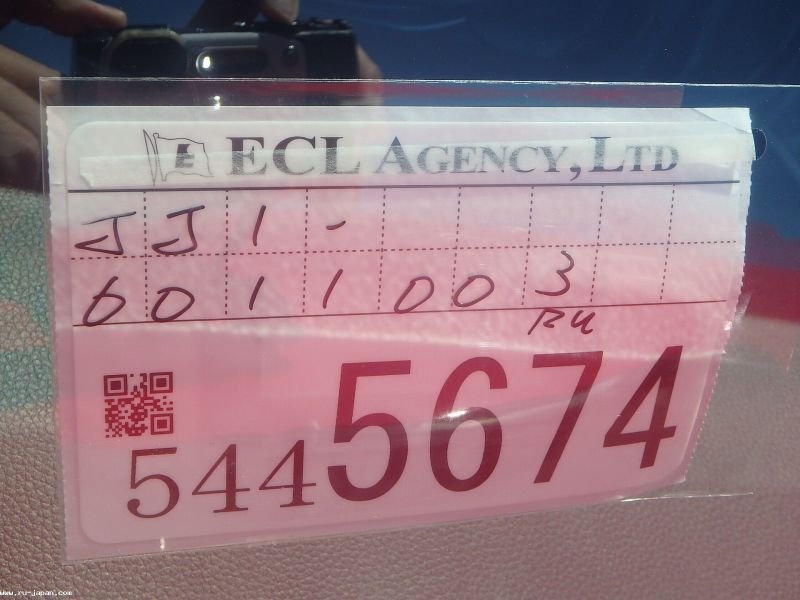 ECL AGENCY, LTD
JJ1-
6011003
RU
5445674
www.ru-japan.com